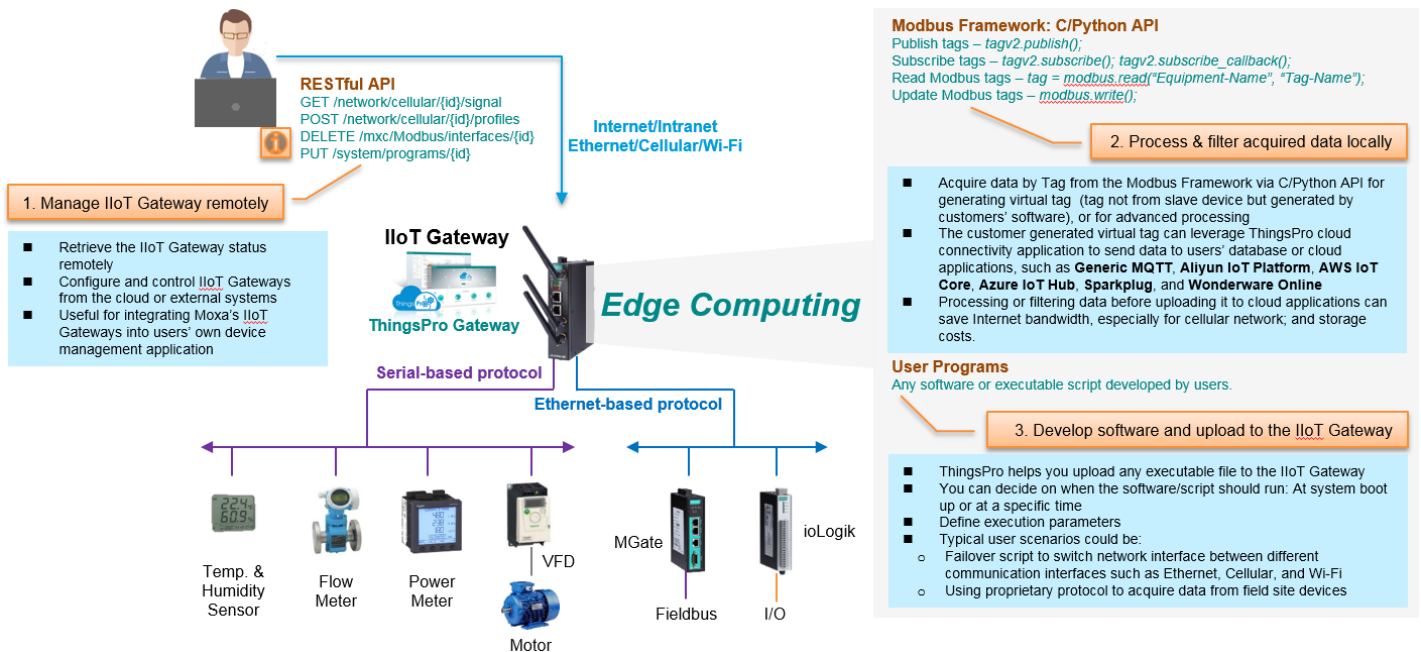 RESTful API
GET /network/cellular/{id}/signal
POST /network/cellular/{id}/profiles
DELETE /mxc/Modbus/interfaces/{id}
PUT /system/programs/{id}
1. Manage IIoT Gateway remotely
Retrieve the IIoT Gateway status
remotely
Configure and control IIoT Gateways
from the cloud or external systems
Useful for integrating Moxa's IIoT
Gateways into users' own device
management application
Internet/Intranet
Ethernet/Cellular/Wi-Fi
IIoT Gateway
ThingsPro
ThingsPro Gateway
Edge Computing
Serial-based protocol
Ethernet-based protocol
22.4
60.9
Temp. &
Humidity
Sensor
Flow
Meter
Power
Meter
VFD
Motor
MGate
Fieldbus
ioLogik
I/O
Modbus Framework: C/Python API
Publish tags – tagv2.publish();
Subscribe tags – tagv2.subscribe(); tagv2.subscribe_callback();
Read Modbus tags – tag = modbus.read(“Equipment-Name”, “Tag-Name”);
Update Modbus tags – modbus.write();
2. Process & filter acquired data locally
Acquire data by Tag from the Modbus Framework via C/Python API for
generating virtual tag (tag not from slave device but generated by
customers' software), or for advanced processing
The customer generated virtual tag can leverage ThingsPro cloud
connectivity application to send data to users' database or cloud
applications, such as Generic MQTT, Aliyun IoT Platform, AWS IoT
Core, Azure IoT Hub, Sparkplug, and Wonderware Online
Processing or filtering data before uploading it to cloud applications can
save Internet bandwidth, especially for cellular network; and storage
costs.
User Programs
Any software or executable script developed by users.
3. Develop software and upload to the IIoT Gateway
ThingsPro helps you upload any executable file to the IIoT Gateway
You can decide on when the software/script should run: At system boot
up or at a specific time
Define execution parameters
Typical user scenarios could be:
Failover script to switch network interface between different
communication interfaces such as Ethernet, Cellular, and Wi-Fi
Using proprietary protocol to acquire data from field site devices